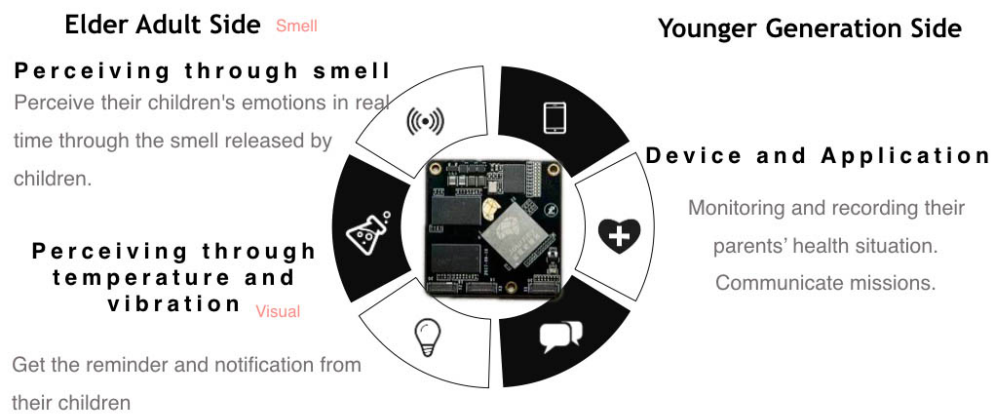 Elder Adult Side Smell
Perceiving through smell
Perceive their children's emotions in real
time through the smell released by
children.
Perceiving through
temperature and
vibration Visual
Get the reminder and notification from
their children
Younger Generation Side
Device and Application
Monitoring and recording their
parents’ health situation.
Communicate missions.